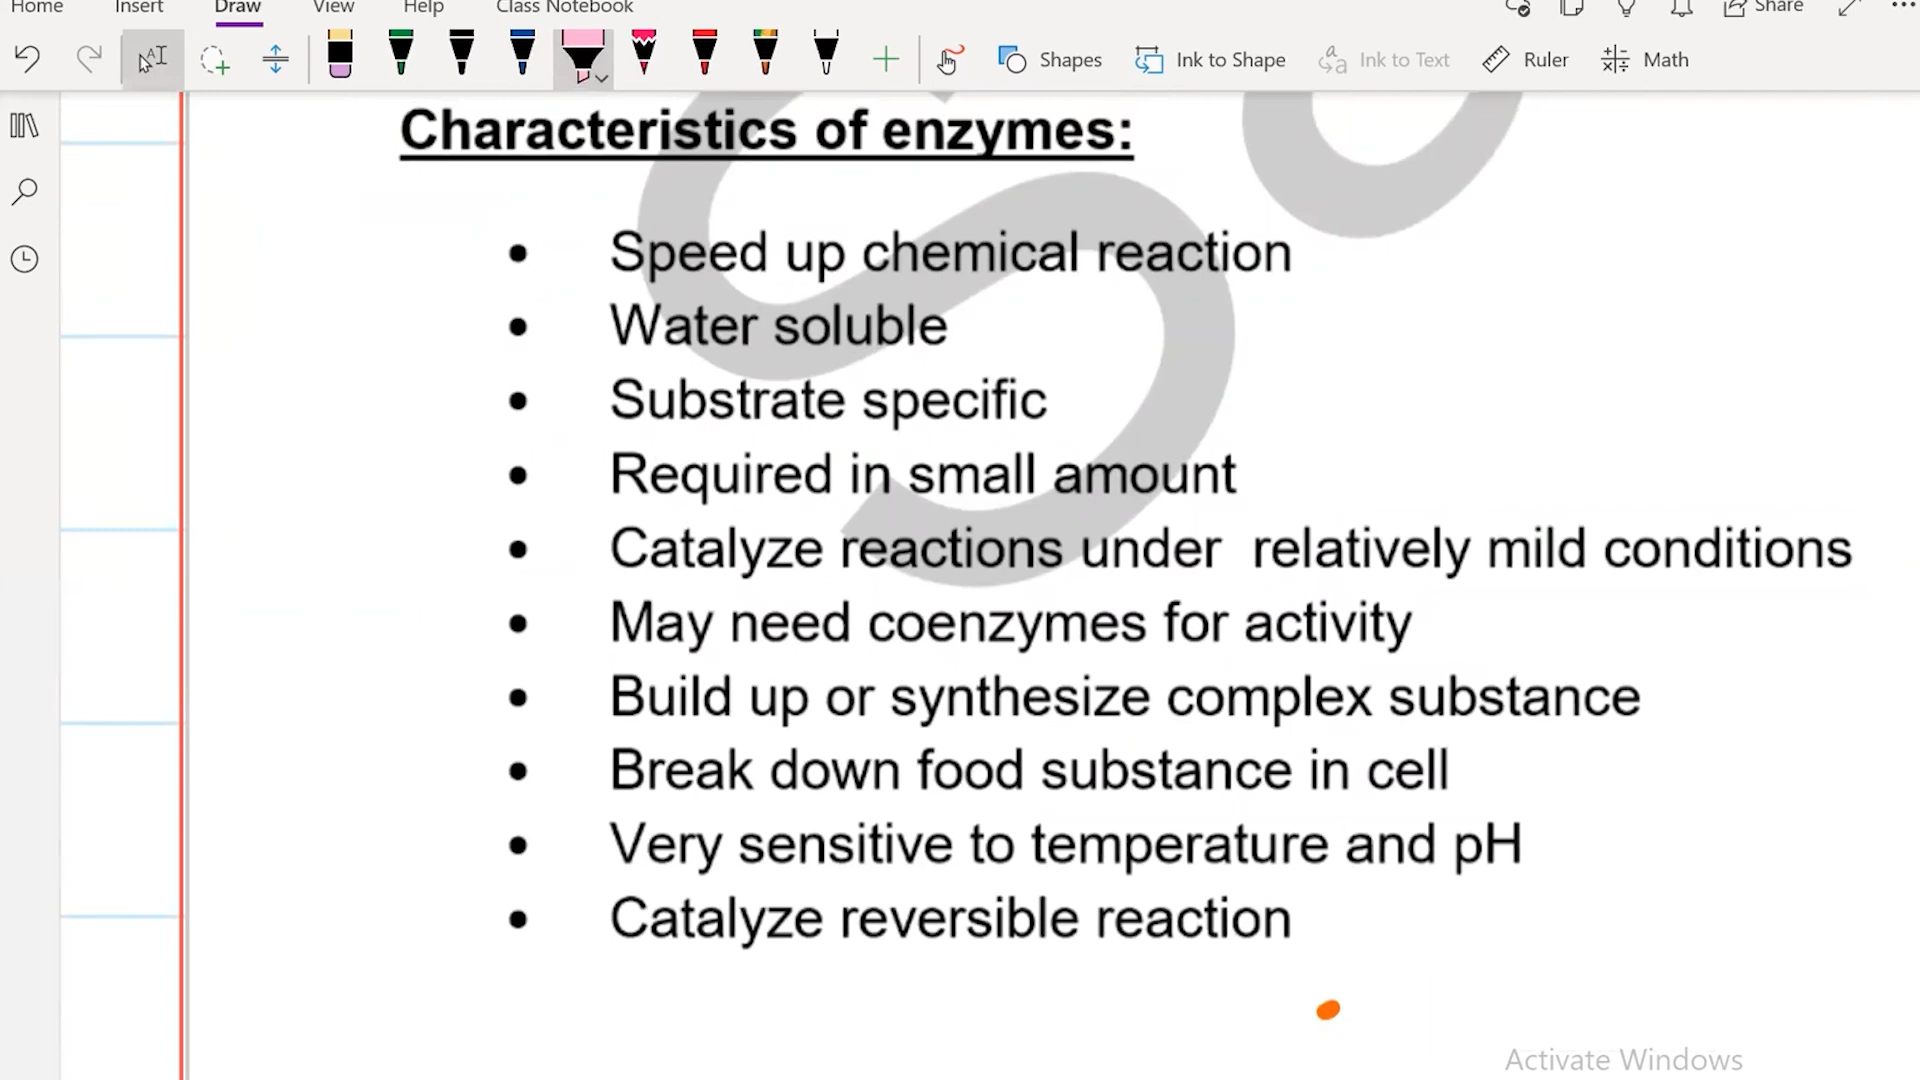 Home Insert Draw View Help Class Notebook Share
Shapes Ink to Shape Ink to Text Ruler Math
Characteristics of enzymes:
• Speed up chemical reaction
• Water soluble
• Substrate specific
• Required in small amount
• Catalyze reactions under relatively mild conditions
• May need coenzymes for activity
• Build up or synthesize complex substance
• Break down food substance in cell
• Very sensitive to temperature and pH
• Catalyze reversible reaction
Activate Windows